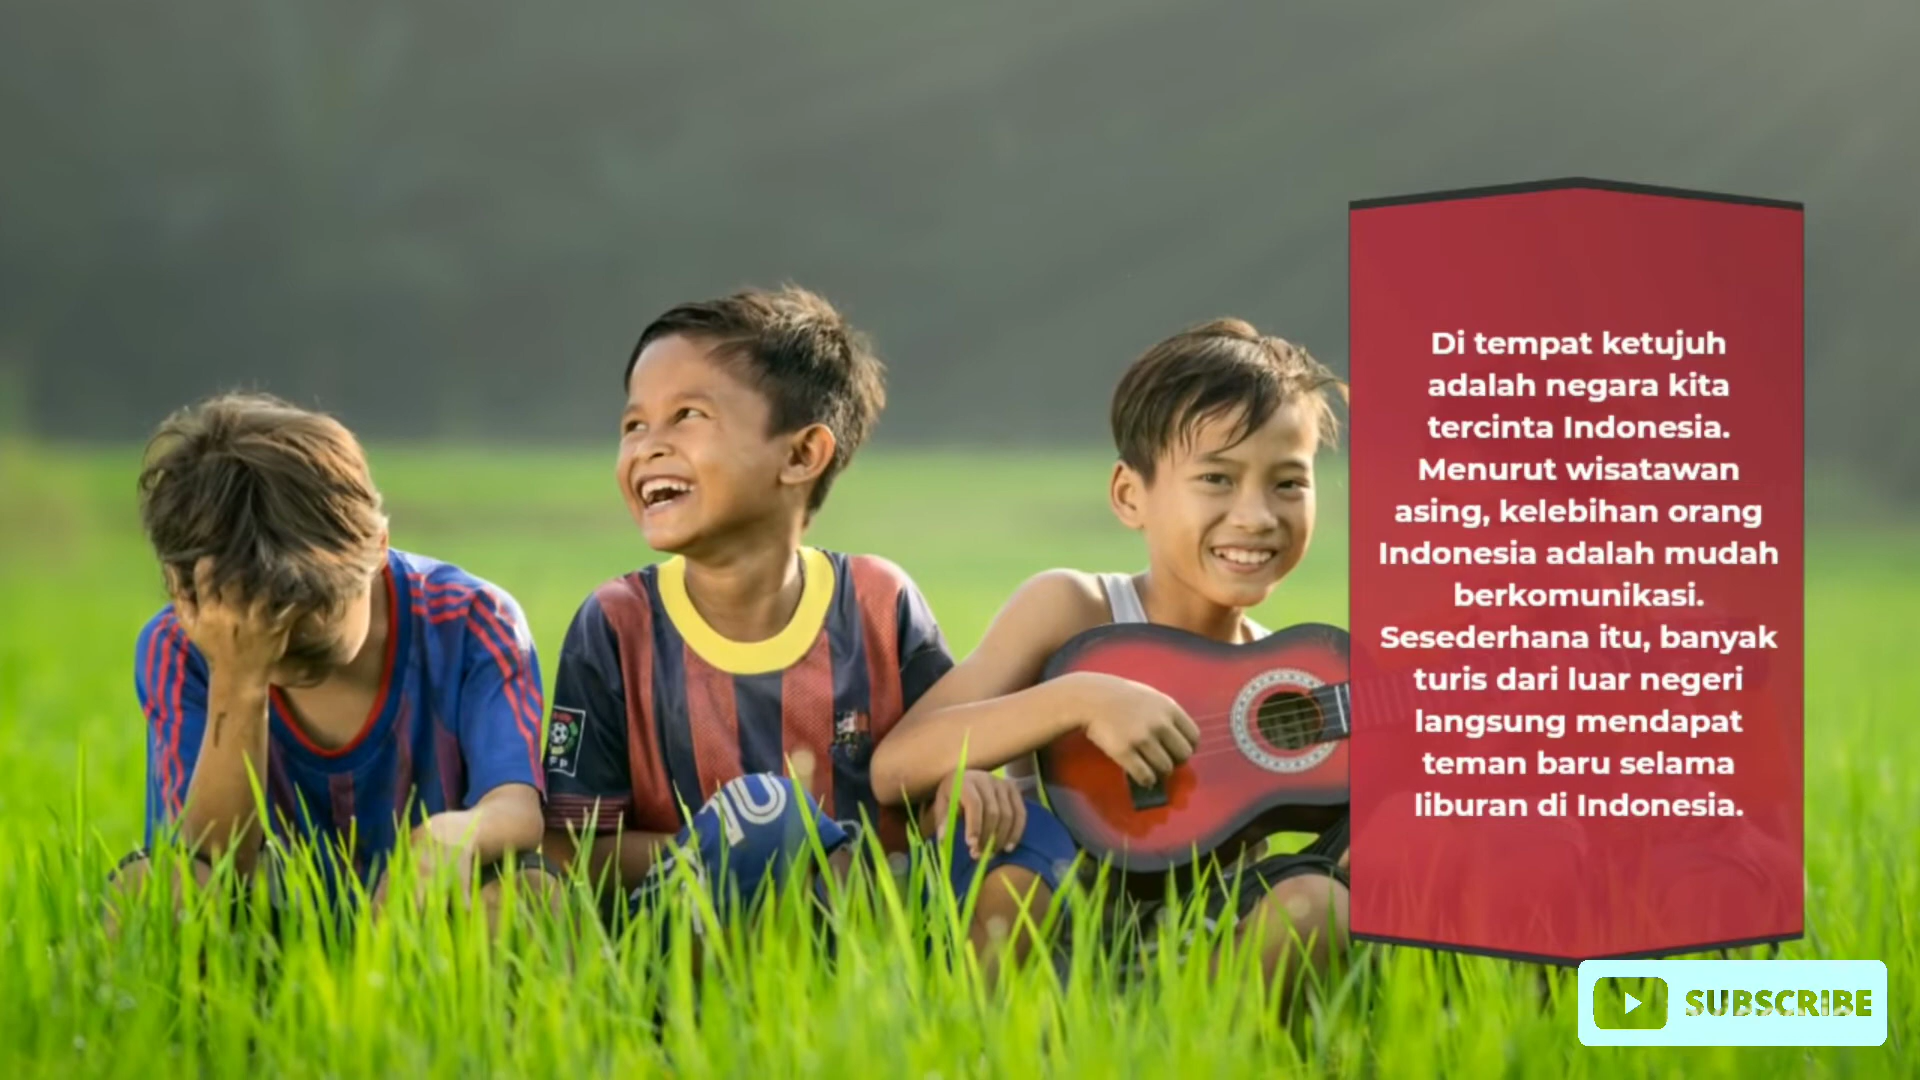 Di tempat ketujuh
adalah negara kita
tercinta Indonesia.
Menurut wisatawan
asing, kelebihan orang
Indonesia adalah mudah
berkomunikasi.
Sesederhana itu, banyak
turis dari luar negeri
langsung mendapat
teman baru selama
liburan di Indonesia.
SUBSCRIBE
10